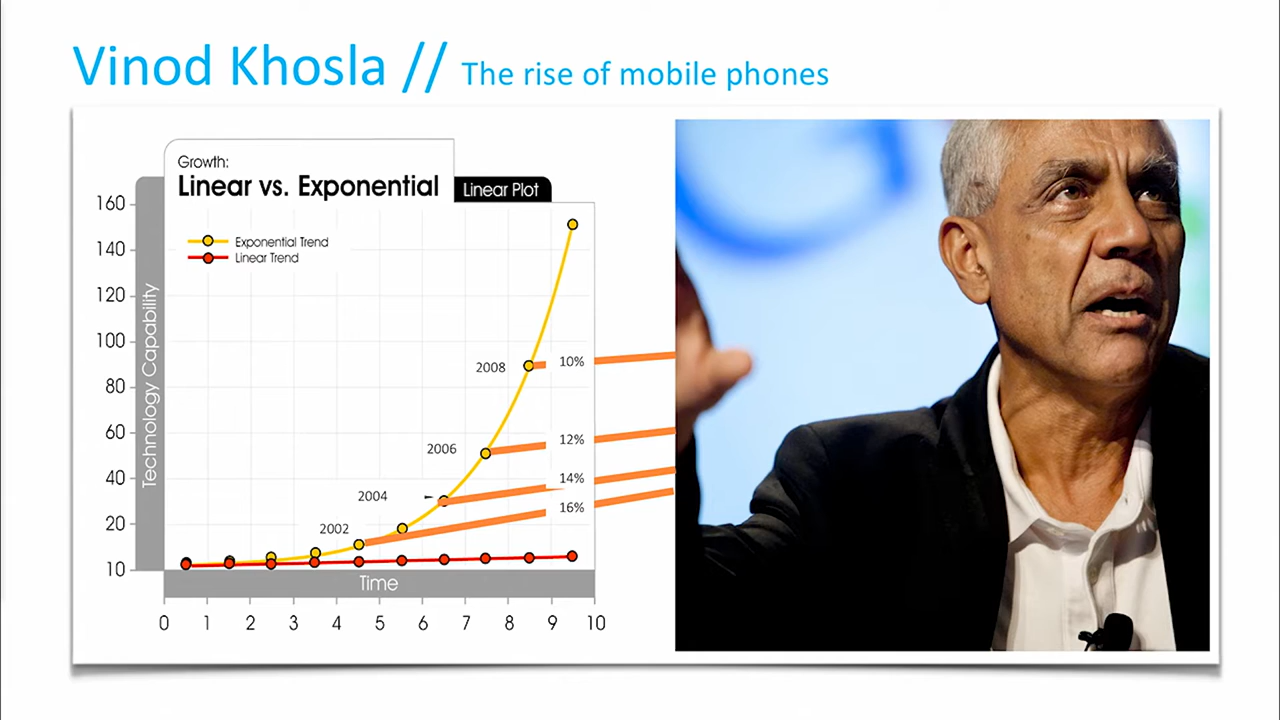 Vinod Khosla // The rise of mobile phones
Growth:
Linear vs. Exponential
Linear Plot
Exponential Trend
Linear Trend
Technology Capability
160
140
120
100
80
60
40
20
10
2008
10%
2006
12%
2004
14%
2002
16%
Time
0 1 2 3 4 5 6 7 8 9 10